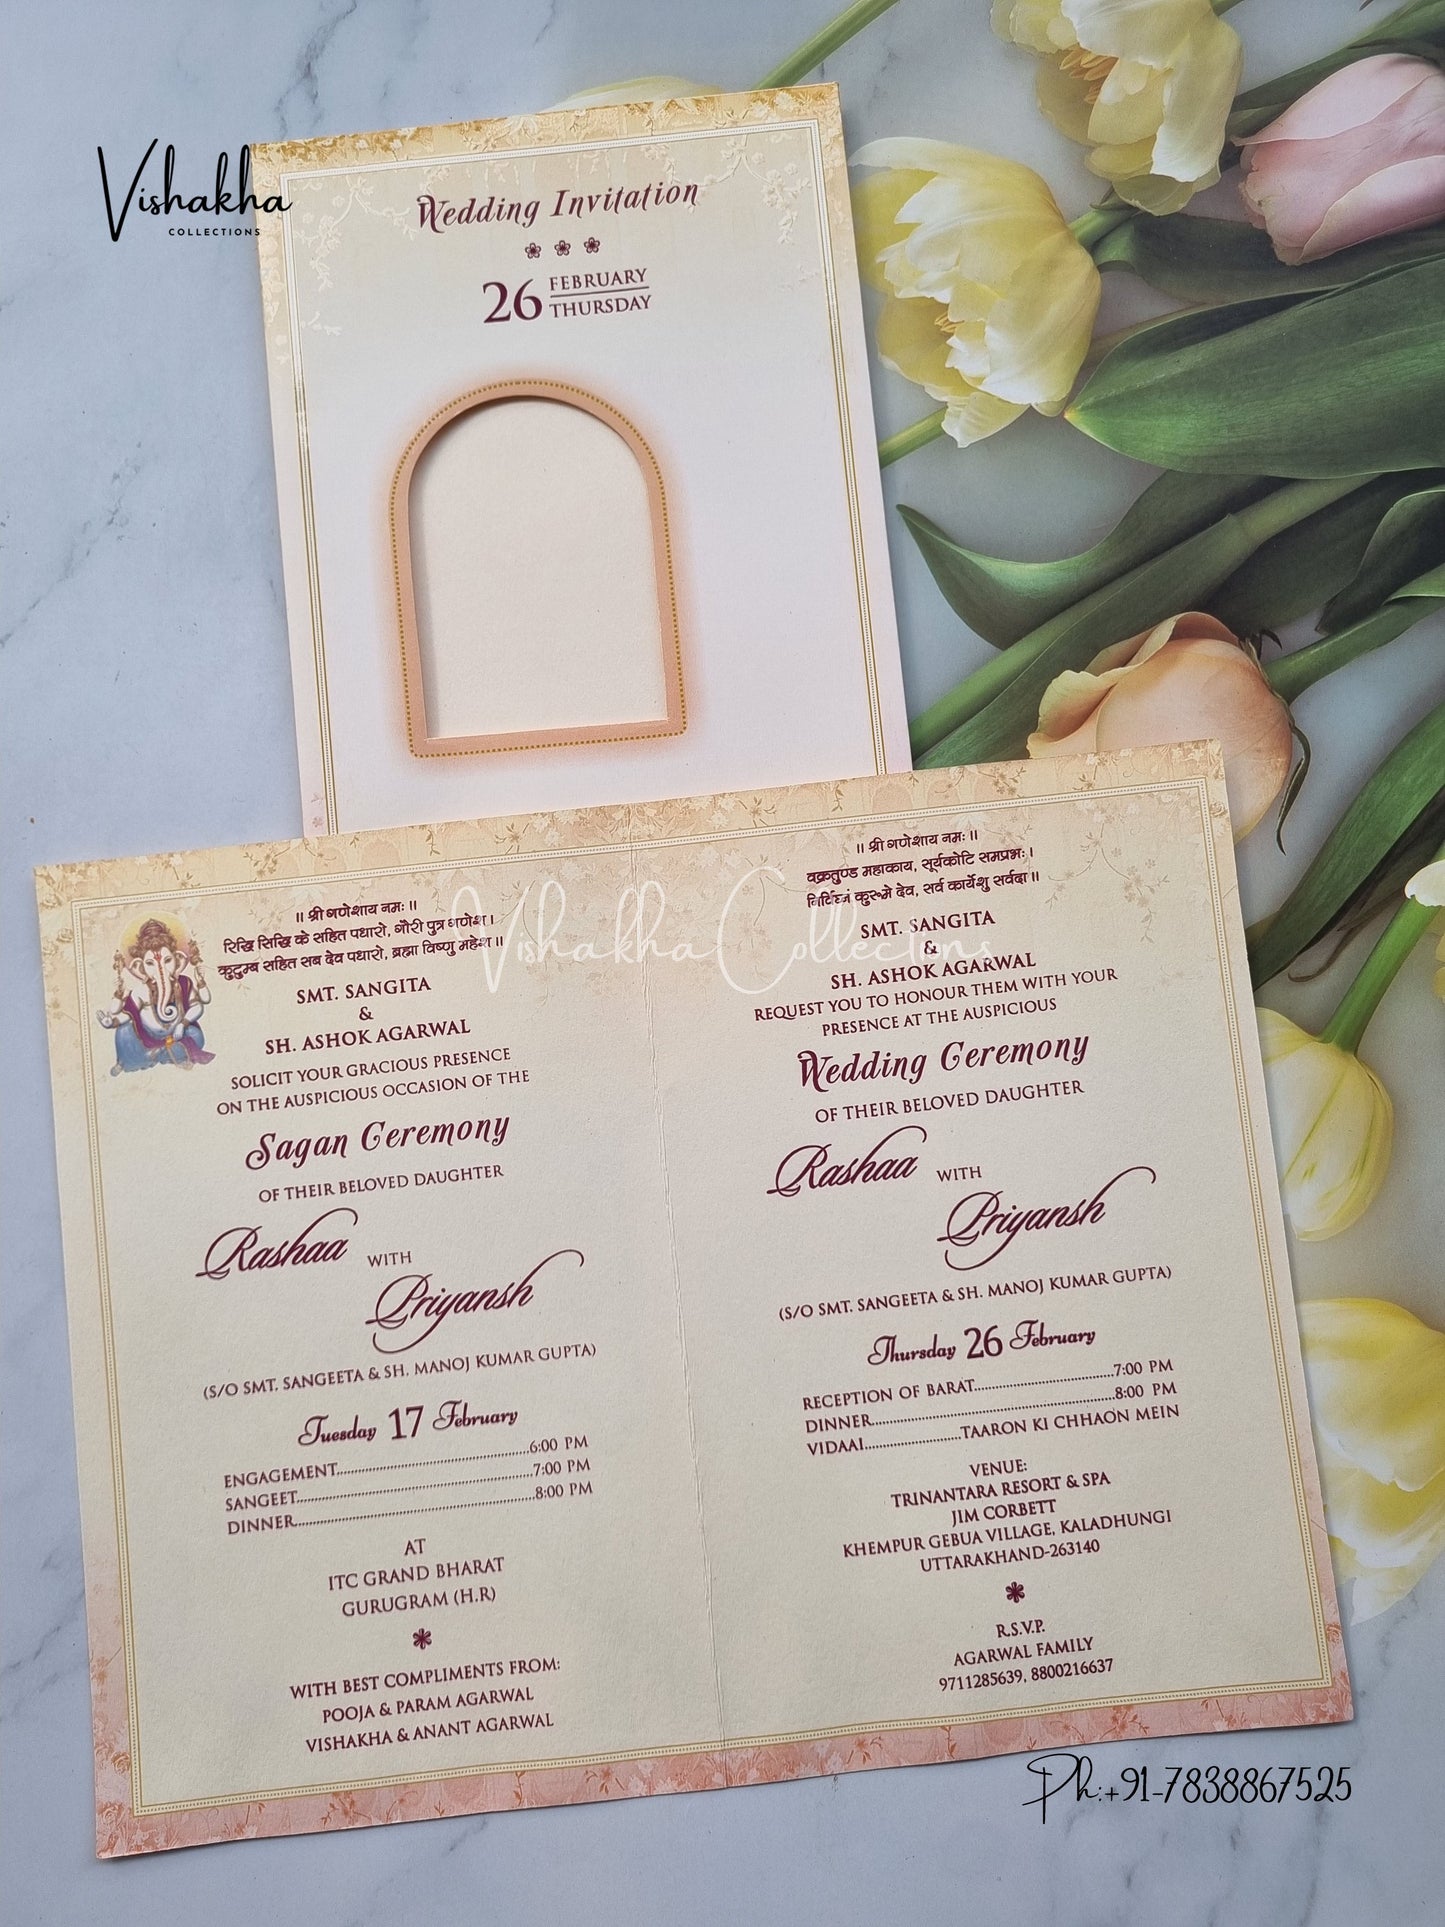 Vishakha
COLLECTIONS
Wedding Invitation
26 FEBRUARY
THURSDAY
|| श्री गणेशाय नमः ||
रिद्धि सिद्धि के सहित पधारो, गौरी पुत्र गणेश |
कुटुम्ब सहित सब देव पधारो, ब्रह्मा विष्णु महेश ||
SMT. SANGITA
&
SH. ASHOK AGARWAL
SOLICIT YOUR GRACIOUS PRESENCE
ON THE AUSPICIOUS OCCASION OF THE
Sagan Ceremony
OF THEIR BELOVED DAUGHTER
Rashaa WITH
Priyansh
(S/O SMT. SANGEETA & SH. MANOJ KUMAR GUPTA)
Tuesday 17 February
ENGAGEMENT.....6:00 PM
SANGEET.....7:00 PM
DINNER.....8:00 PM
AT
ITC GRAND BHARAT
GURUGRAM (H.R)
WITH BEST COMPLIMENTS FROM:
POOJA & PARAM AGARWAL
VISHAKHA & ANANT AGARWAL
|| श्री गणेशाय नमः ||
वक्रतुण्ड महाकाय, सूर्यकोटि समप्रभः |
निर्विघ्नं कुरूमे देव, सर्व कार्येशु सर्वदा ||
SMT. SANGITA
&
SH. ASHOK AGARWAL
REQUEST YOU TO HONOUR THEM WITH YOUR
PRESENCE AT THE AUSPICIOUS
Wedding Ceremony
OF THEIR BELOVED DAUGHTER
Rashaa WITH
Priyansh
(S/O SMT. SANGEETA & SH. MANOJ KUMAR GUPTA)
Thursday 26 February
RECEPTION OF BARAT.....7:00 PM
DINNER.....8:00 PM
VIDAAI.....TAARON KI CHHAON MEIN
VENUE:
TRINANTARA RESORT & SPA
JIM CORBETT
KHEMPUR GEBUA VILLAGE, KALADHUNGI
UTTARAKHAND-263140
R.S.V.P.
AGARWAL FAMILY
9711285639, 8800216637
Vishakha Collections
Ph:+91-7838867525